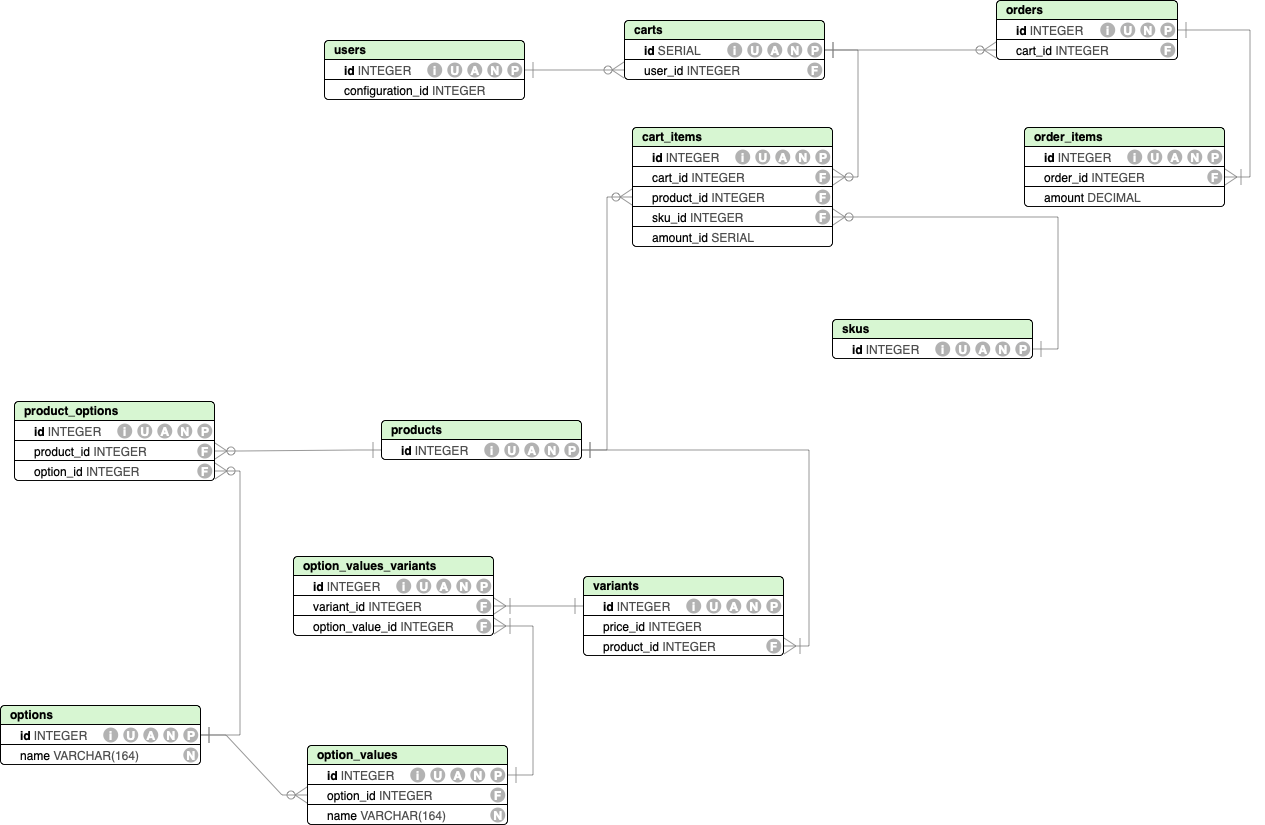 users
id INTEGER i U A N P
configuration_id INTEGER
carts
id SERIAL i U A N P
user_id INTEGER F
orders
id INTEGER i U N P
cart_id INTEGER F
cart_items
id INTEGER i U A N P
cart_id INTEGER F
product_id INTEGER F
sku_id INTEGER F
amount_id SERIAL
order_items
id INTEGER i U A N P
order_id INTEGER F
amount DECIMAL
skus
id INTEGER i U A N P
product_options
id INTEGER i U A N P
product_id INTEGER F
option_id INTEGER F
products
id INTEGER i U A N P
option_values_variants
id INTEGER i U A N P
variant_id INTEGER F
option_value_id INTEGER F
variants
id INTEGER i U A N P
price_id INTEGER
product_id INTEGER F
options
id INTEGER i U A N P
name VARCHAR(164) N
option_values
id INTEGER i U A N P
option_id INTEGER F
name VARCHAR(164) N